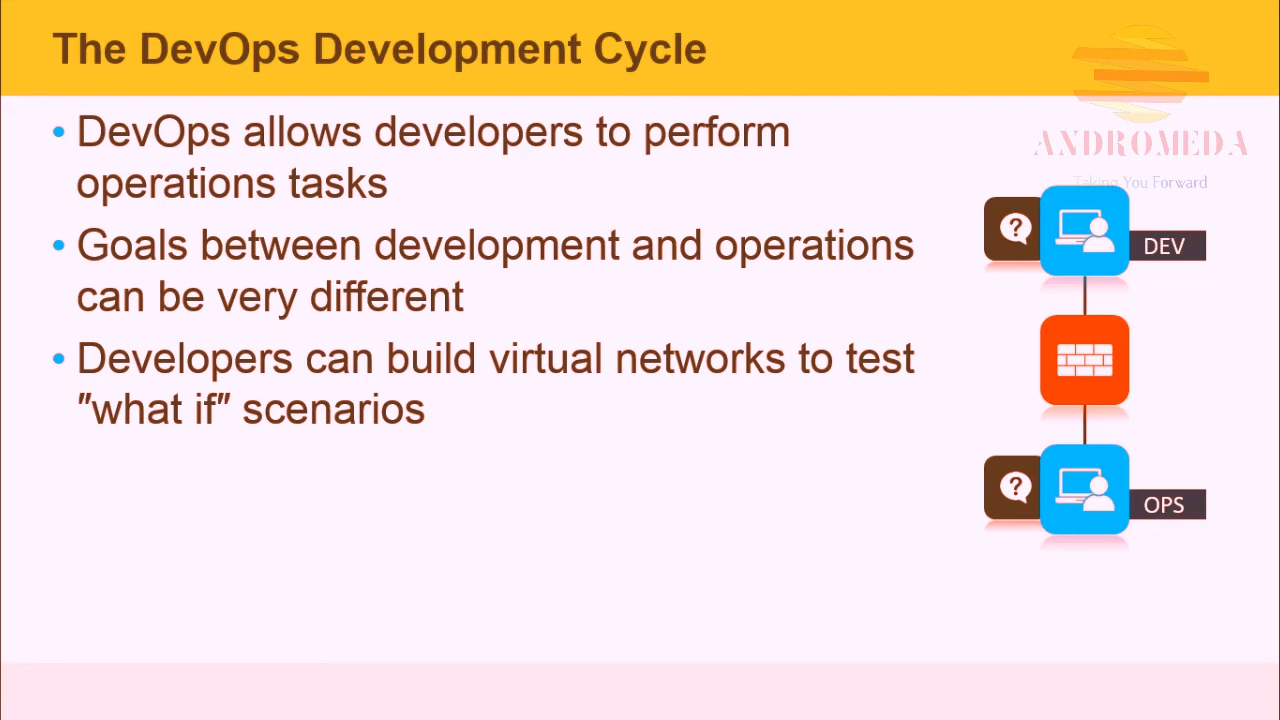 The DevOps Development Cycle
• DevOps allows developers to perform
operations tasks
• Goals between development and operations
can be very different
• Developers can build virtual networks to test
"what if" scenarios
ANDROMEDA
Taking You Forward
?
DEV
?
OPS